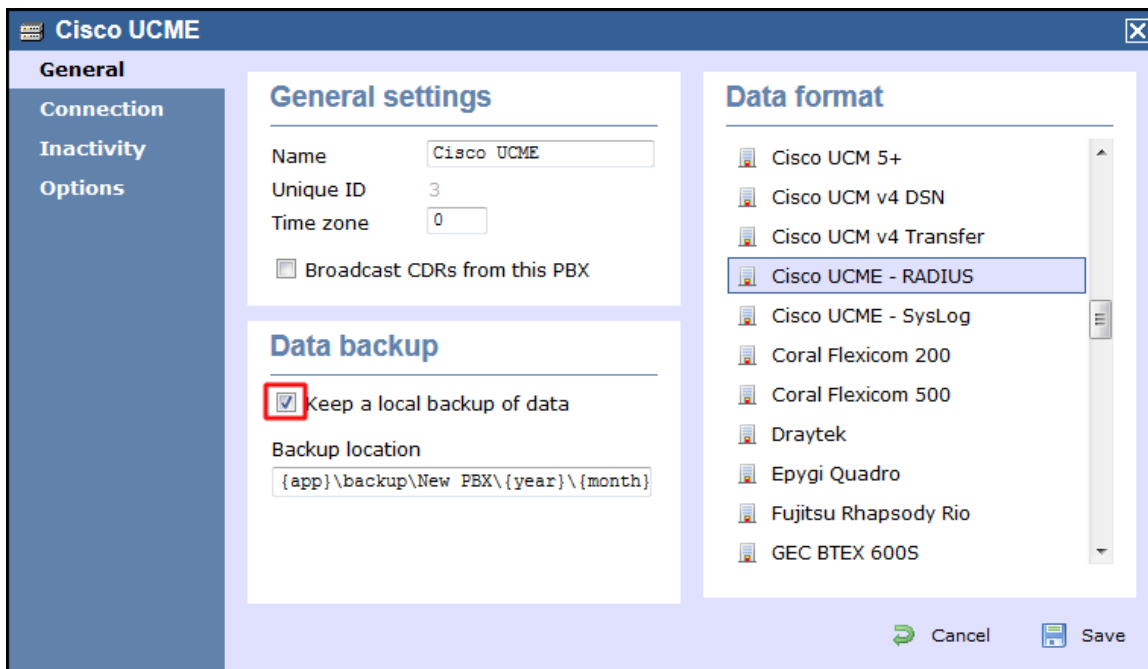 Cisco UCME
General
Connection
Inactivity
Options
General settings
Name Cisco UCME
Unique ID 3
Time zone 0
Broadcast CDRs from this PBX
Data backup
Keep a local backup of data
Backup location
{app}\backup\New PBX\{year}\{month}
Data format
Cisco UCM 5+
Cisco UCM v4 DSN
Cisco UCM v4 Transfer
Cisco UCME - RADIUS
Cisco UCME - SysLog
Coral Flexicom 200
Coral Flexicom 500
Draytek
Epygi Quadro
Fujitsu Rhapsody Rio
GEC BTEX 600S
Cancel Save